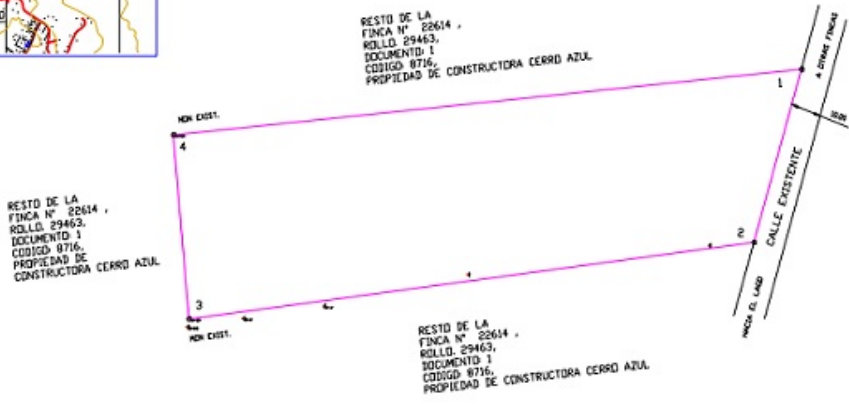 RESTO DE LA
FINCA N° 22614 ,
ROLLO. 29463,
DOCUMENTO: 1
CODIGO: 8716,
PROPIEDAD DE CONSTRUCTORA CERRO AZUL
A OTRAS FINCAS
1
MON EXIST.
4
CALLE EXISTENTE
RESTO DE LA
FINCA N° 22614 ,
ROLLO. 29463,
DOCUMENTO: 1
CODIGO: 8716,
PROPIEDAD DE
CONSTRUCTORA CERRO AZUL
2
HACIA EL LAGO
3
MON EXIST.
RESTO DE LA
FINCA N° 22614 ,
ROLLO. 29463,
DOCUMENTO: 1
CODIGO: 8716,
PROPIEDAD DE CONSTRUCTORA CERRO AZUL